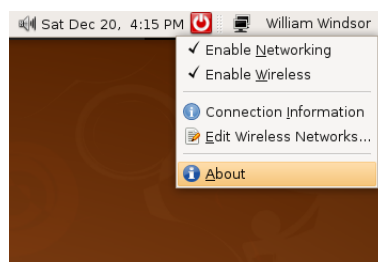 Sat Dec 20, 4:15 PM William Windsor
Enable Networking
Enable Wireless
Connection Information
Edit Wireless Networks...
About